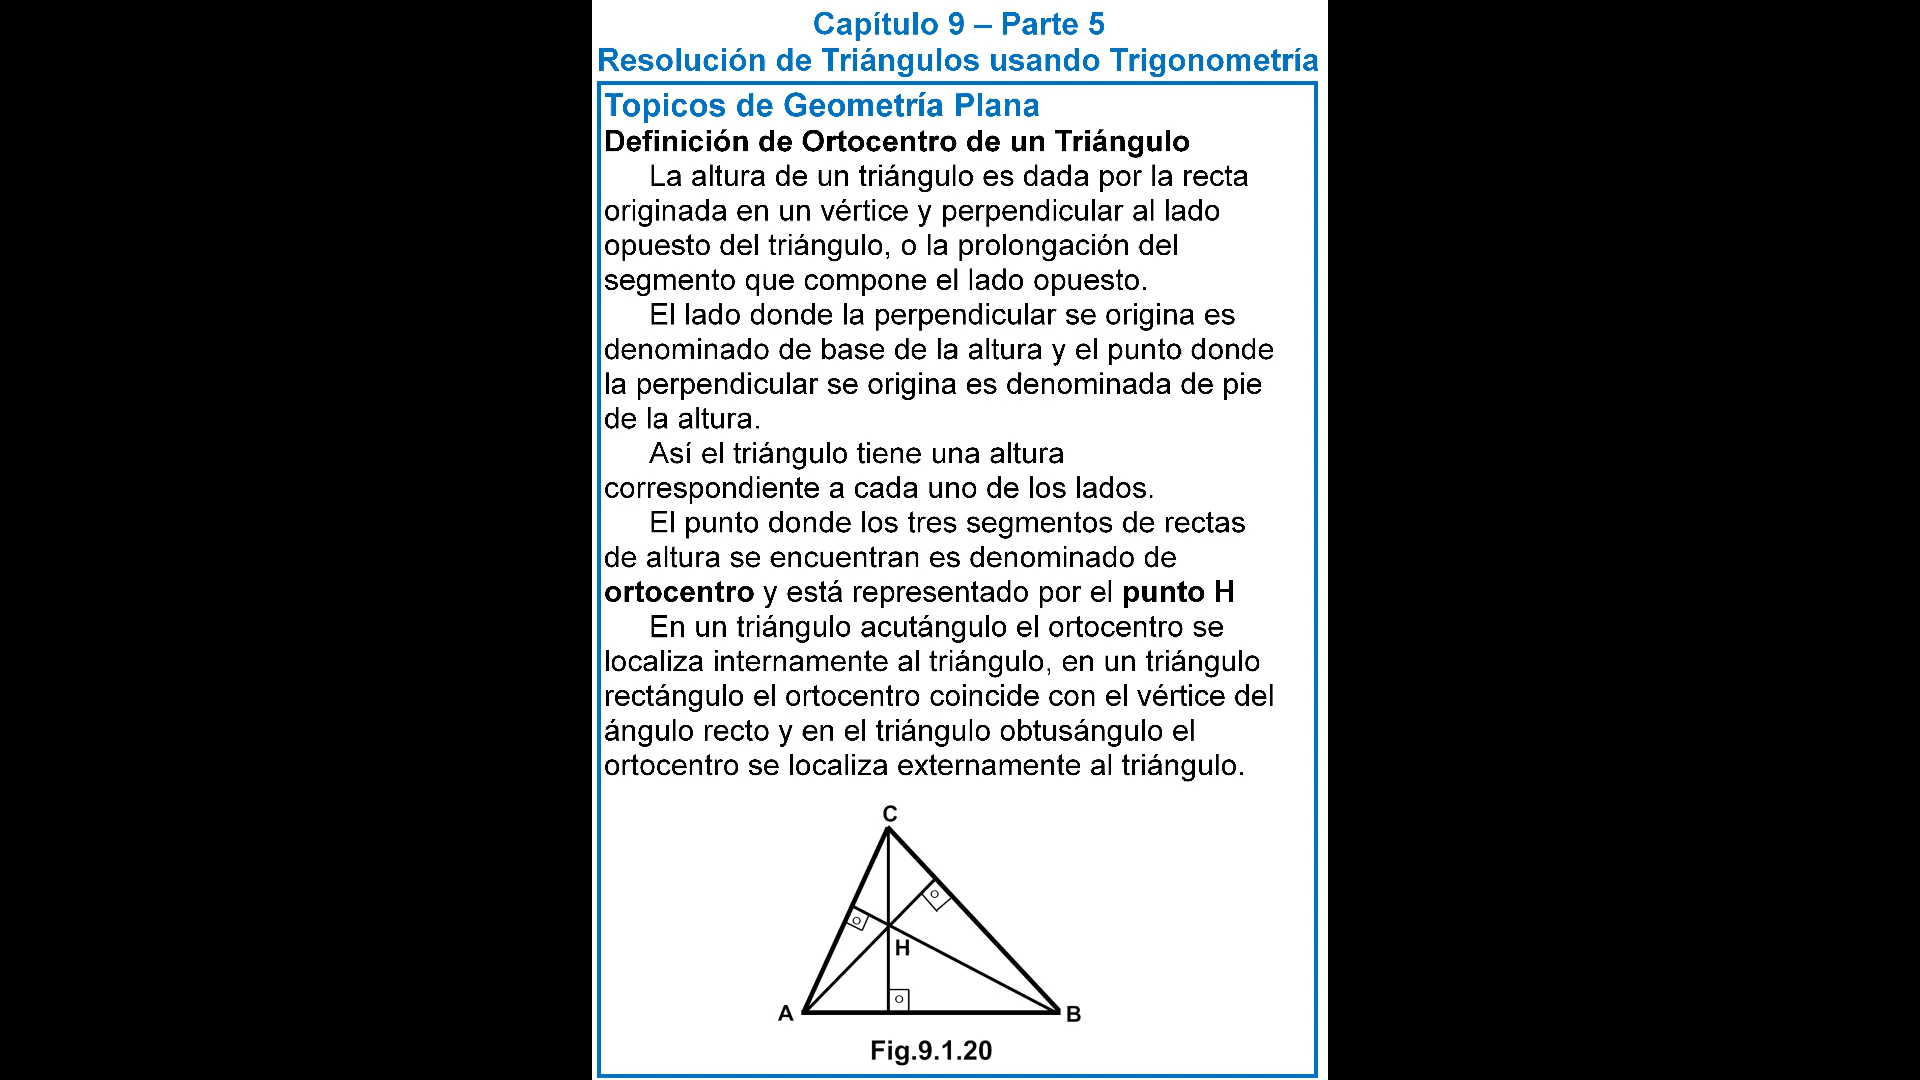 Capítulo 9 – Parte 5
Resolución de Triángulos usando Trigonometría
Topicos de Geometría Plana
Definición de Ortocentro de un Triángulo
La altura de un triángulo es dada por la recta
originada en un vértice y perpendicular al lado
opuesto del triángulo, o la prolongación del
segmento que compone el lado opuesto.
El lado donde la perpendicular se origina es
denominado de base de la altura y el punto donde
la perpendicular se origina es denominada de pie
de la altura.
Así el triángulo tiene una altura
correspondiente a cada uno de los lados.
El punto donde los tres segmentos de rectas
de altura se encuentran es denominado de
ortocentro y está representado por el punto H
En un triángulo acutángulo el ortocentro se
localiza internamente al triángulo, en un triángulo
rectángulo el ortocentro coincide con el vértice del
ángulo recto y en el triángulo obtusángulo el
ortocentro se localiza externamente al triángulo.
C
H
A
B
Fig.9.1.20